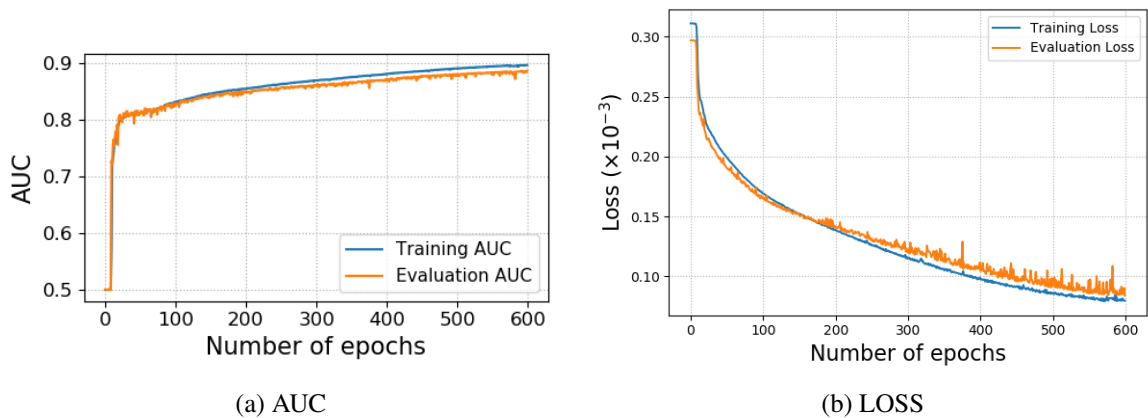 0.9
0.8
0.7
0.6
0.5
AUC
Training AUC
Evaluation AUC
0 100 200 300 400 500 600
Number of epochs
(a) AUC
0.30
0.25
0.20
0.15
0.10
Loss (×10⁻³)
Training Loss
Evaluation Loss
0 100 200 300 400 500 600
Number of epochs
(b) LOSS